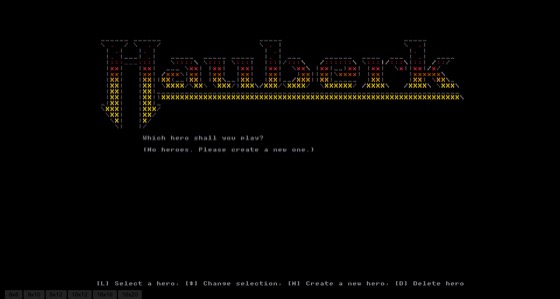 Hauberk
Which hero shall you play?
(No heroes. Please create a new one.)
[L] Select a hero, [↕] Change selection, [N] Create a new hero, [D] Delete hero